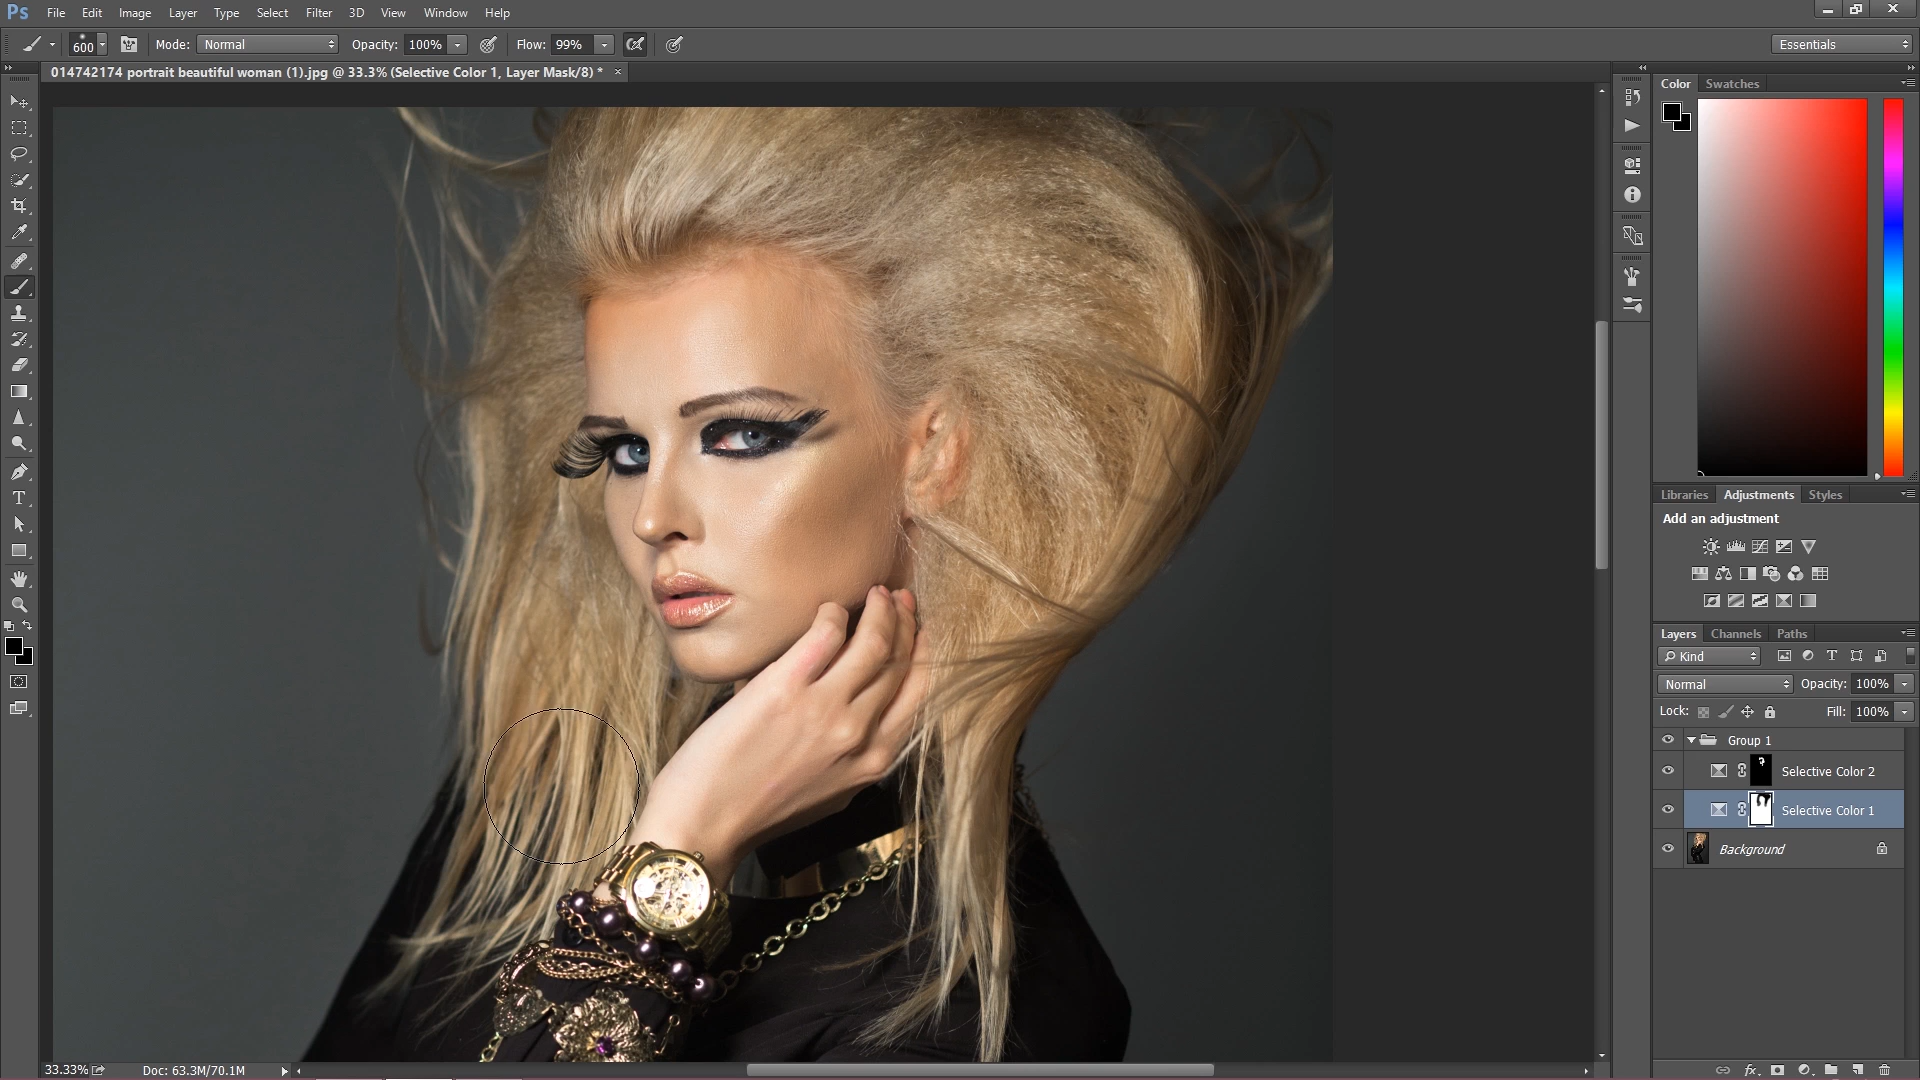 Ps File Edit Image Layer Type Select Filter 3D View Window Help
600 Mode: Normal Opacity: 100% Flow: 99% Essentials
014742174 portrait beautiful woman (1).jpg @ 33.3% (Selective Color 1, Layer Mask/8) * ×
Color Swatches
Libraries Adjustments Styles
Add an adjustment
Layers Channels Paths
Kind
Normal Opacity: 100%
Lock: Fill: 100%
Group 1
Selective Color 2
Selective Color 1
Background
33.33% Doc: 63.3M/70.1M